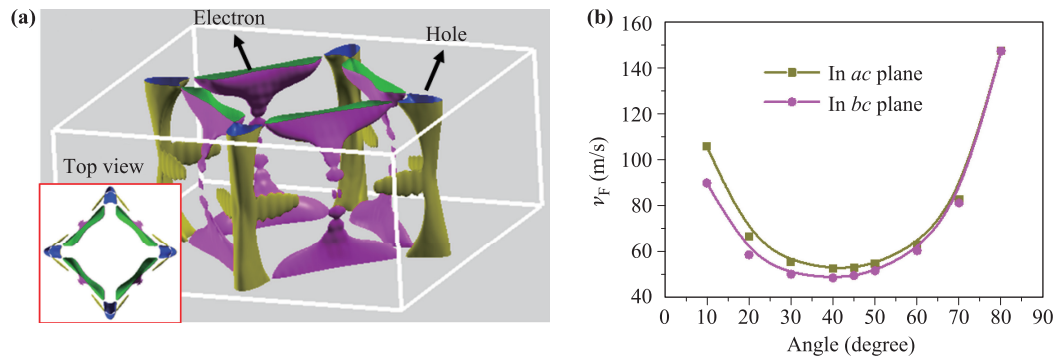 (a)
Electron
Hole
Top view
(b)
160
140
120
100
80
60
40
νF (m/s)
In ac plane
In bc plane
0 10 20 30 40 50 60 70 80 90
Angle (degree)